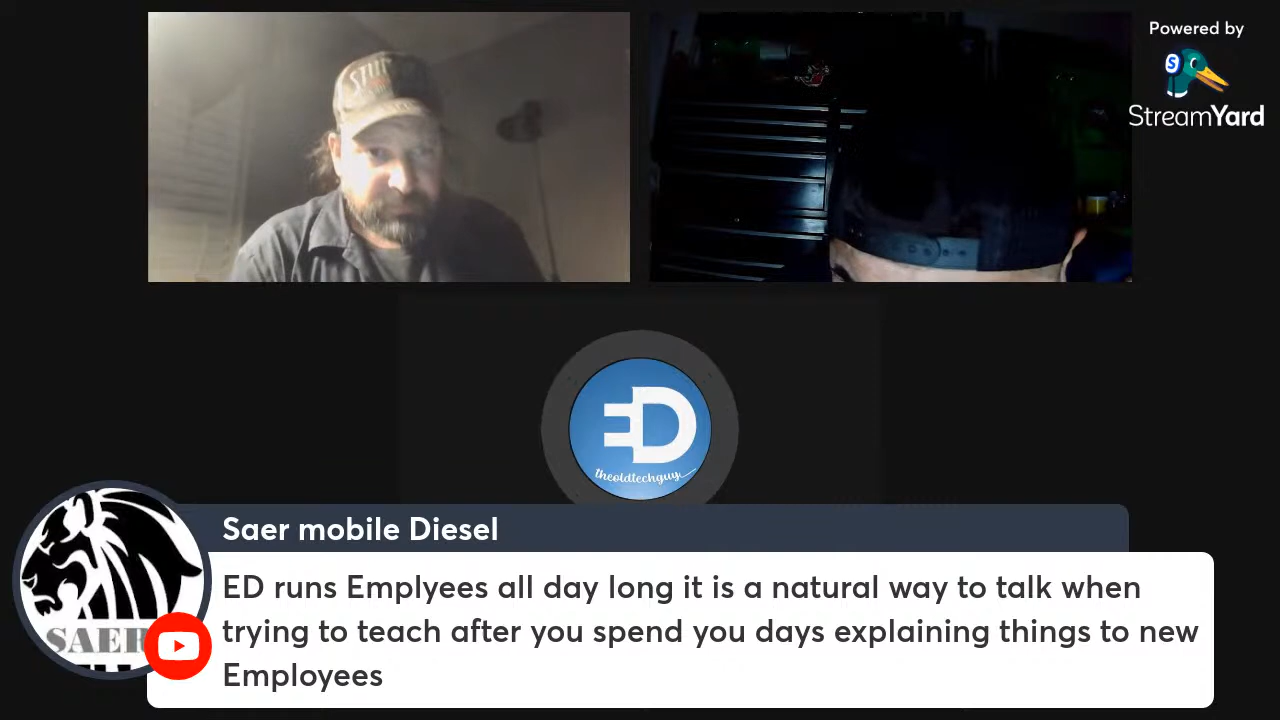 Powered by
StreamYard
STU
ED
theoldtechguy
Saer mobile Diesel
ED runs Emplyees all day long it is a natural way to talk when
trying to teach after you spend you days explaining things to new
Employees
SAER